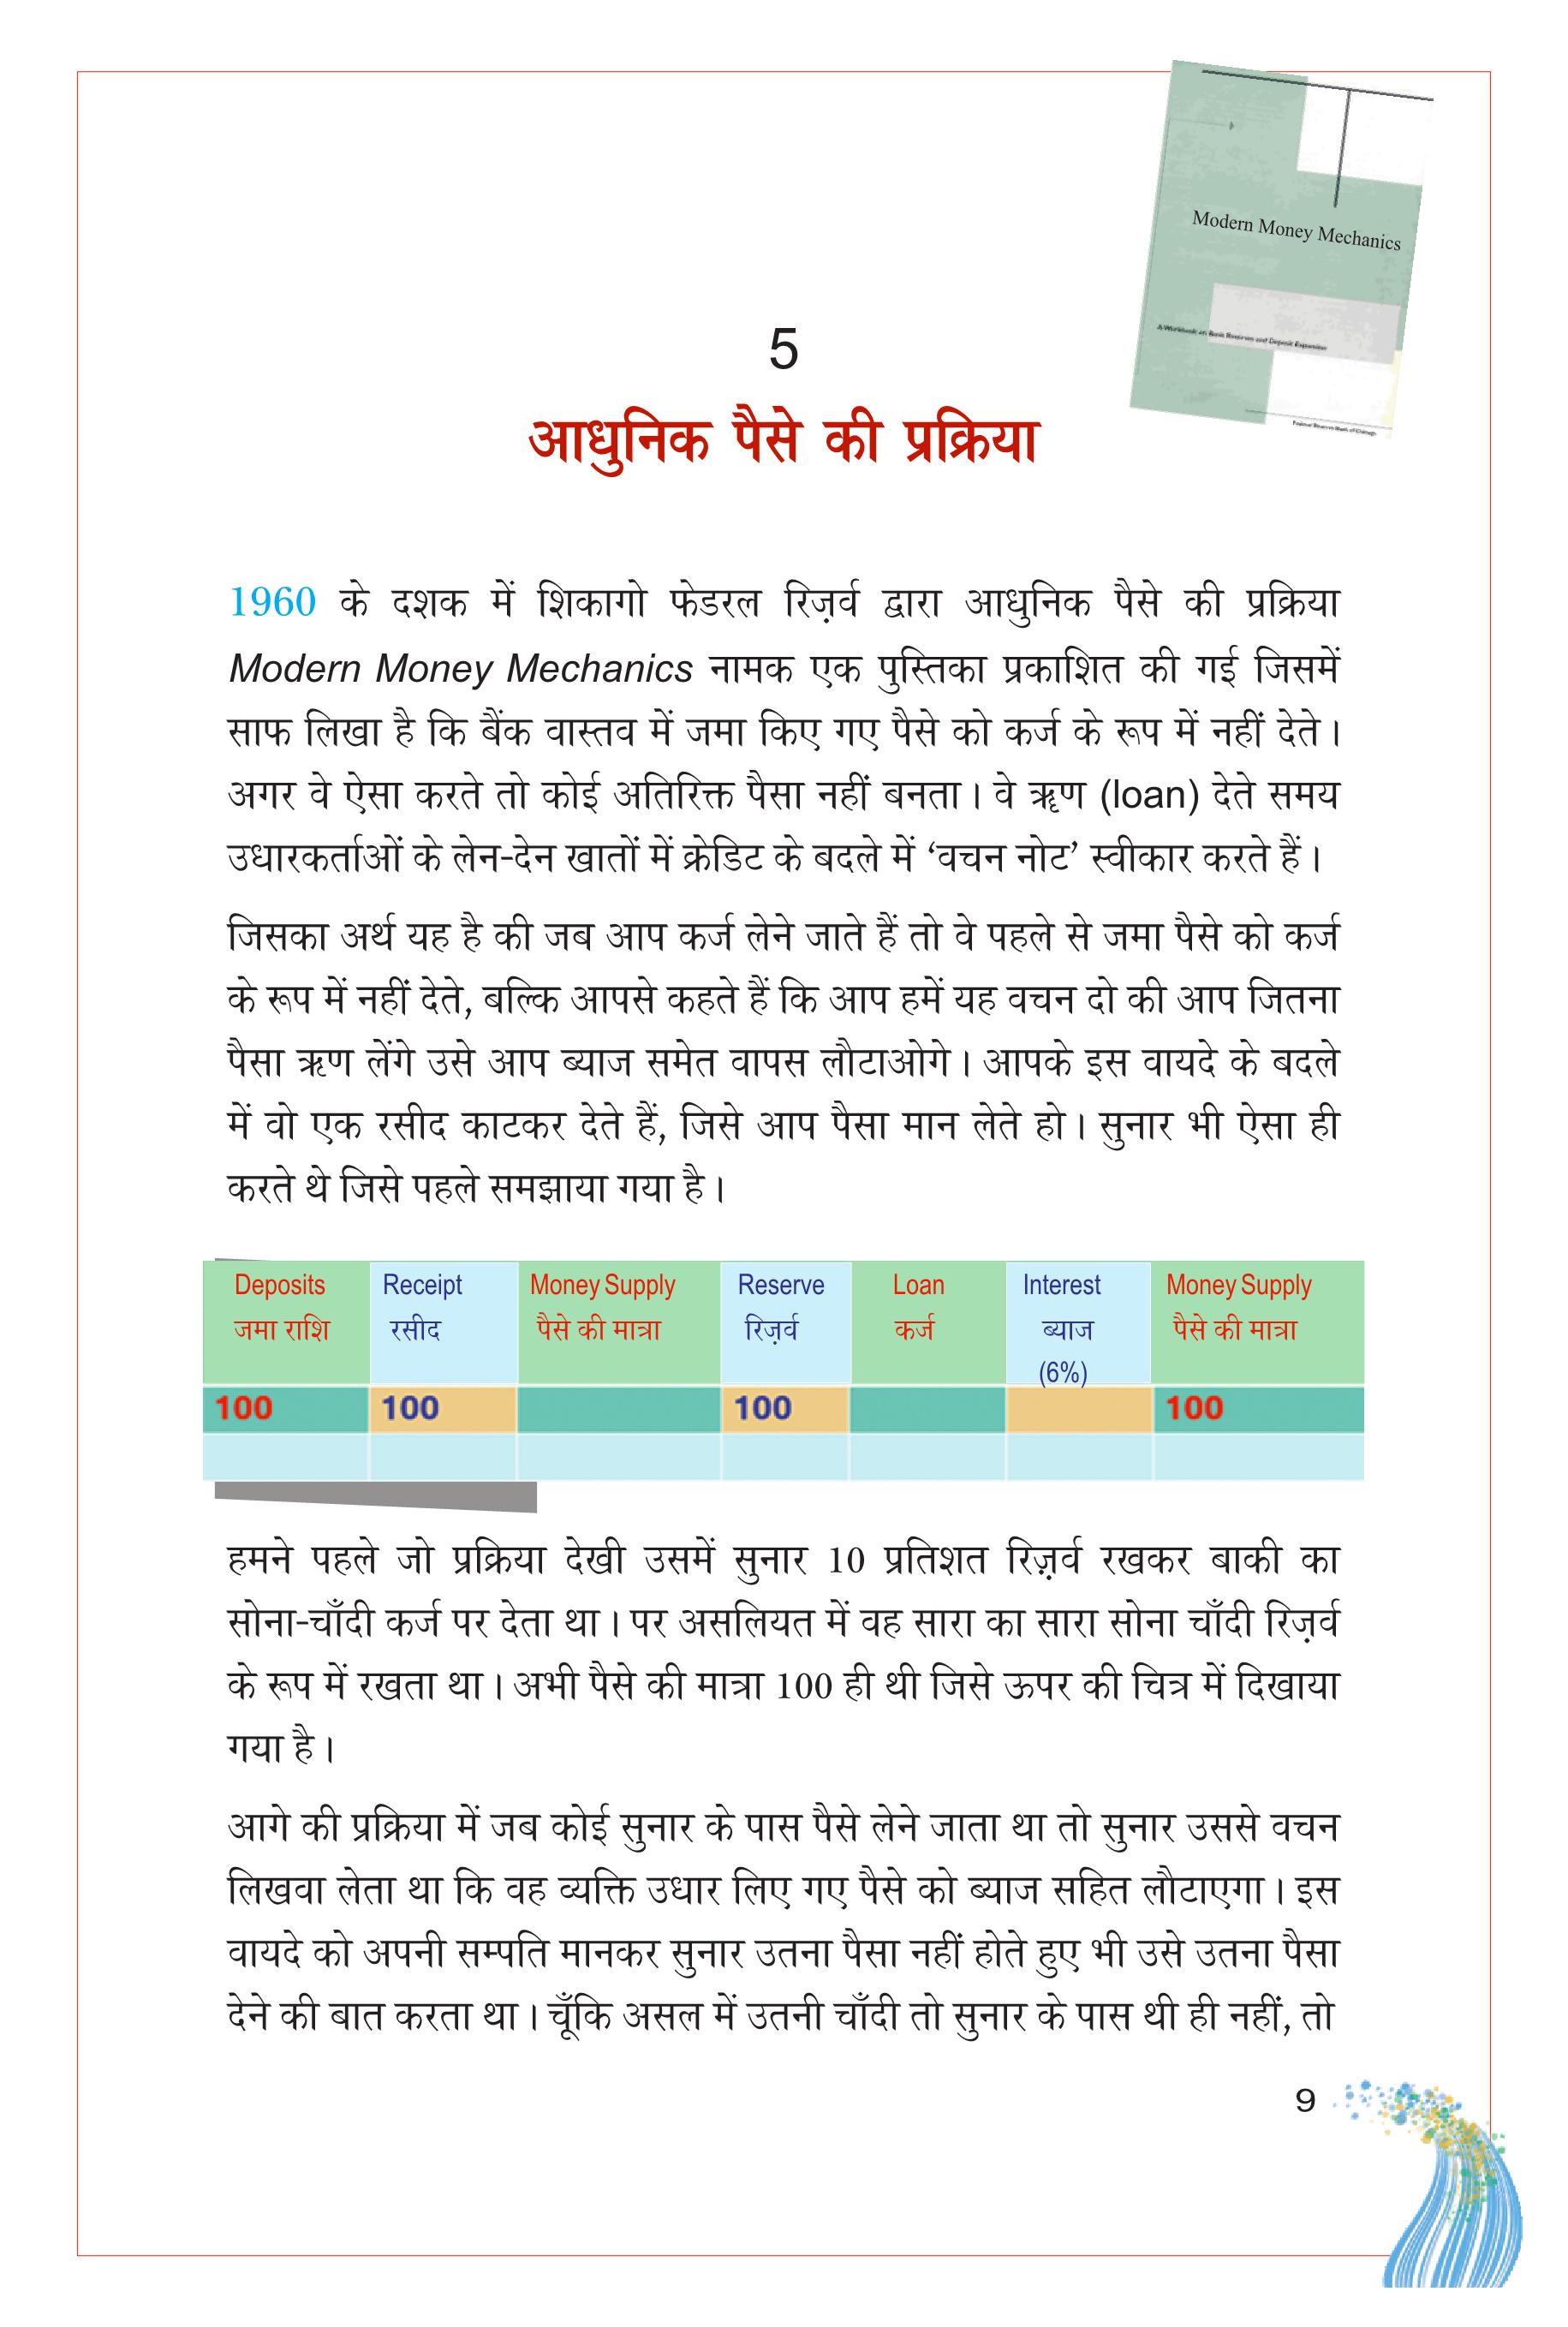 Modern Money Mechanics
A Workbook on Bank Reserves and Deposit Expansion
Federal Reserve Bank of Chicago
5
आधुनिक पैसे की प्रक्रिया
1960 के दशक में शिकागो फेडरल रिज़र्व द्वारा आधुनिक पैसे की प्रक्रिया
Modern Money Mechanics नामक एक पुस्तिका प्रकाशित की गई जिसमें
साफ लिखा है कि बैंक वास्तव में जमा किए गए पैसे को कर्ज के रूप में नहीं देते।
अगर वे ऐसा करते तो कोई अतिरिक्त पैसा नहीं बनता। वे ॠण (loan) देते समय
उधारकर्ताओं के लेन-देन खातों में क्रेडिट के बदले में ‘वचन नोट’ स्वीकार करते हैं।
जिसका अर्थ यह है की जब आप कर्ज लेने जाते हैं तो वे पहले से जमा पैसे को कर्ज
के रूप में नहीं देते, बल्कि आपसे कहते हैं कि आप हमें यह वचन दो की आप जितना
पैसा ऋण लेंगे उसे आप ब्याज समेत वापस लौटाओगे। आपके इस वायदे के बदले
में वो एक रसीद काटकर देते हैं, जिसे आप पैसा मान लेते हो। सुनार भी ऐसा ही
करते थे जिसे पहले समझाया गया है।
Deposits Receipt Money Supply Reserve Loan Interest Money Supply
जमा राशि रसीद पैसे की मात्रा रिज़र्व कर्ज ब्याज पैसे की मात्रा
(6%)
100 100 100 100
हमने पहले जो प्रक्रिया देखी उसमें सुनार 10 प्रतिशत रिज़र्व रखकर बाकी का
सोना-चाँदी कर्ज पर देता था। पर असलियत में वह सारा का सारा सोना चाँदी रिज़र्व
के रूप में रखता था। अभी पैसे की मात्रा 100 ही थी जिसे ऊपर की चित्र में दिखाया
गया है।
आगे की प्रक्रिया में जब कोई सुनार के पास पैसे लेने जाता था तो सुनार उससे वचन
लिखवा लेता था कि वह व्यक्ति उधार लिए गए पैसे को ब्याज सहित लौटाएगा। इस
वायदे को अपनी सम्पति मानकर सुनार उतना पैसा नहीं होते हुए भी उसे उतना पैसा
देने की बात करता था। चूँकि असल में उतनी चाँदी तो सुनार के पास थी ही नहीं, तो
9